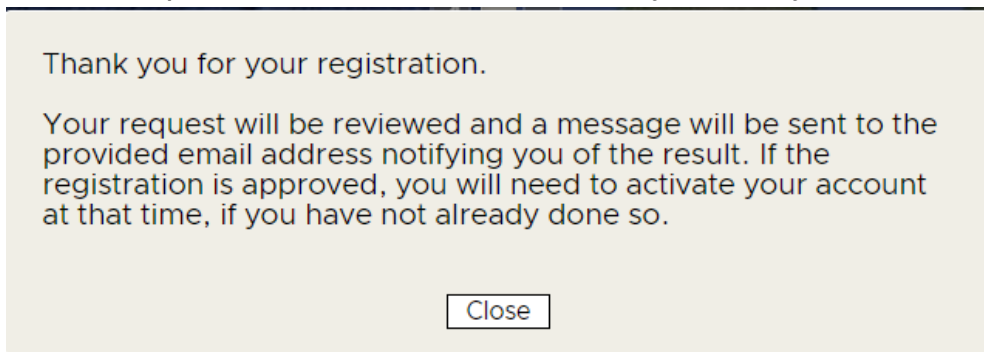 Thank you for your registration.
Your request will be reviewed and a message will be sent to the
provided email address notifying you of the result. If the
registration is approved, you will need to activate your account
at that time, if you have not already done so.
Close